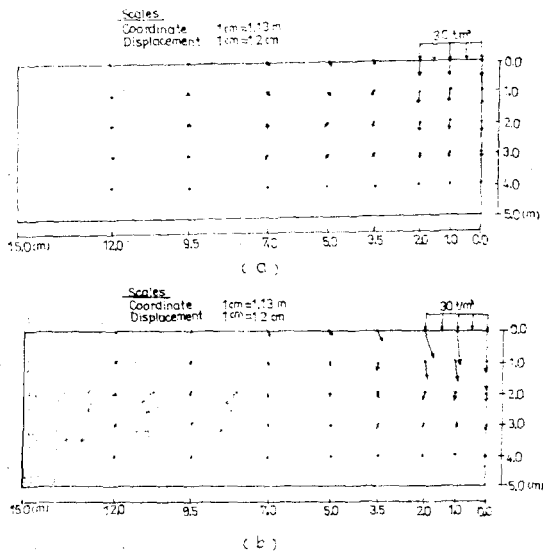 Scales
Coordinate 1cm=1.13 m
Displacement 1cm=1.2 cm
0.0
1.0
2.0
3.0
4.0
5.0 (m)
15.0 (m) 12.0 9.5 7.0 5.0 3.5 2.0 1.0 0.0
(a)
Scales
Coordinate 1cm=1.13 m
Displacement 1cm=1.2 cm
0.0
1.0
2.0
3.0
4.0
5.0 (m)
15.0 (m) 12.0 9.5 7.0 5.0 3.5 2.0 1.0 0.0
(b)